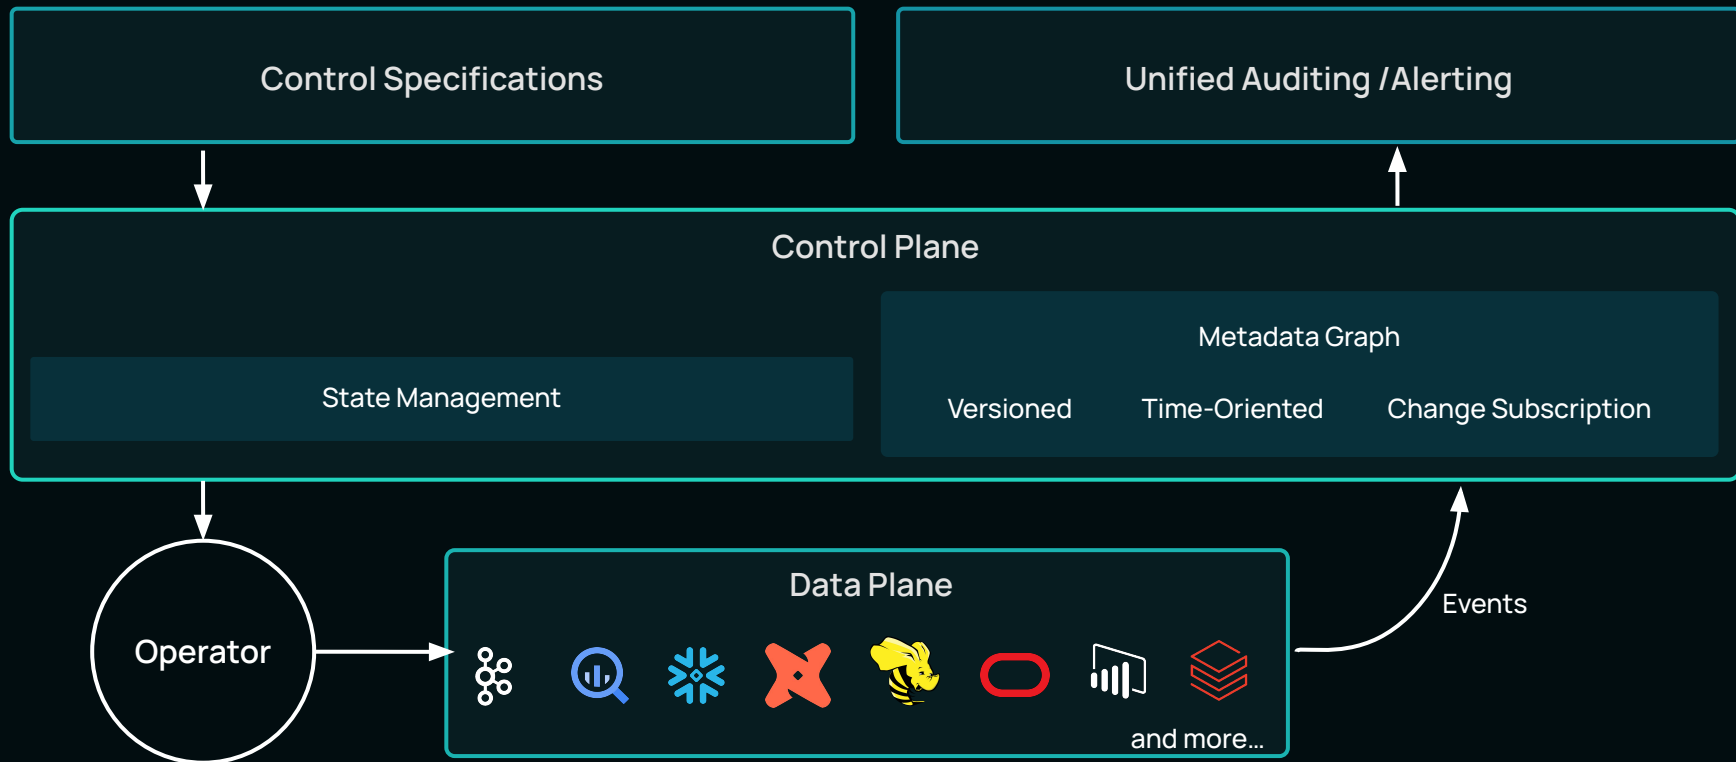 Control Specifications
Unified Auditing /Alerting
Control Plane
Metadata Graph
State Management
Versioned
Time-Oriented
Change Subscription
Operator
Data Plane
Events
and more...